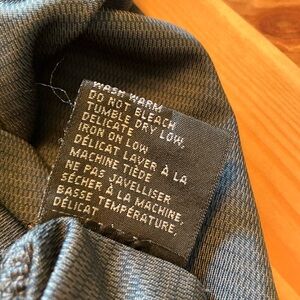 WASH WARM
DO NOT BLEACH
TUMBLE DRY LOW,
DELICATE
IRON ON LOW
DÉLICAT LAVER À LA
MACHINE TIÈDE
NE PAS JAVELLISER
SÉCHER À LA MACHINE,
BASSE TEMPÉRATURE,
DÉLICAT